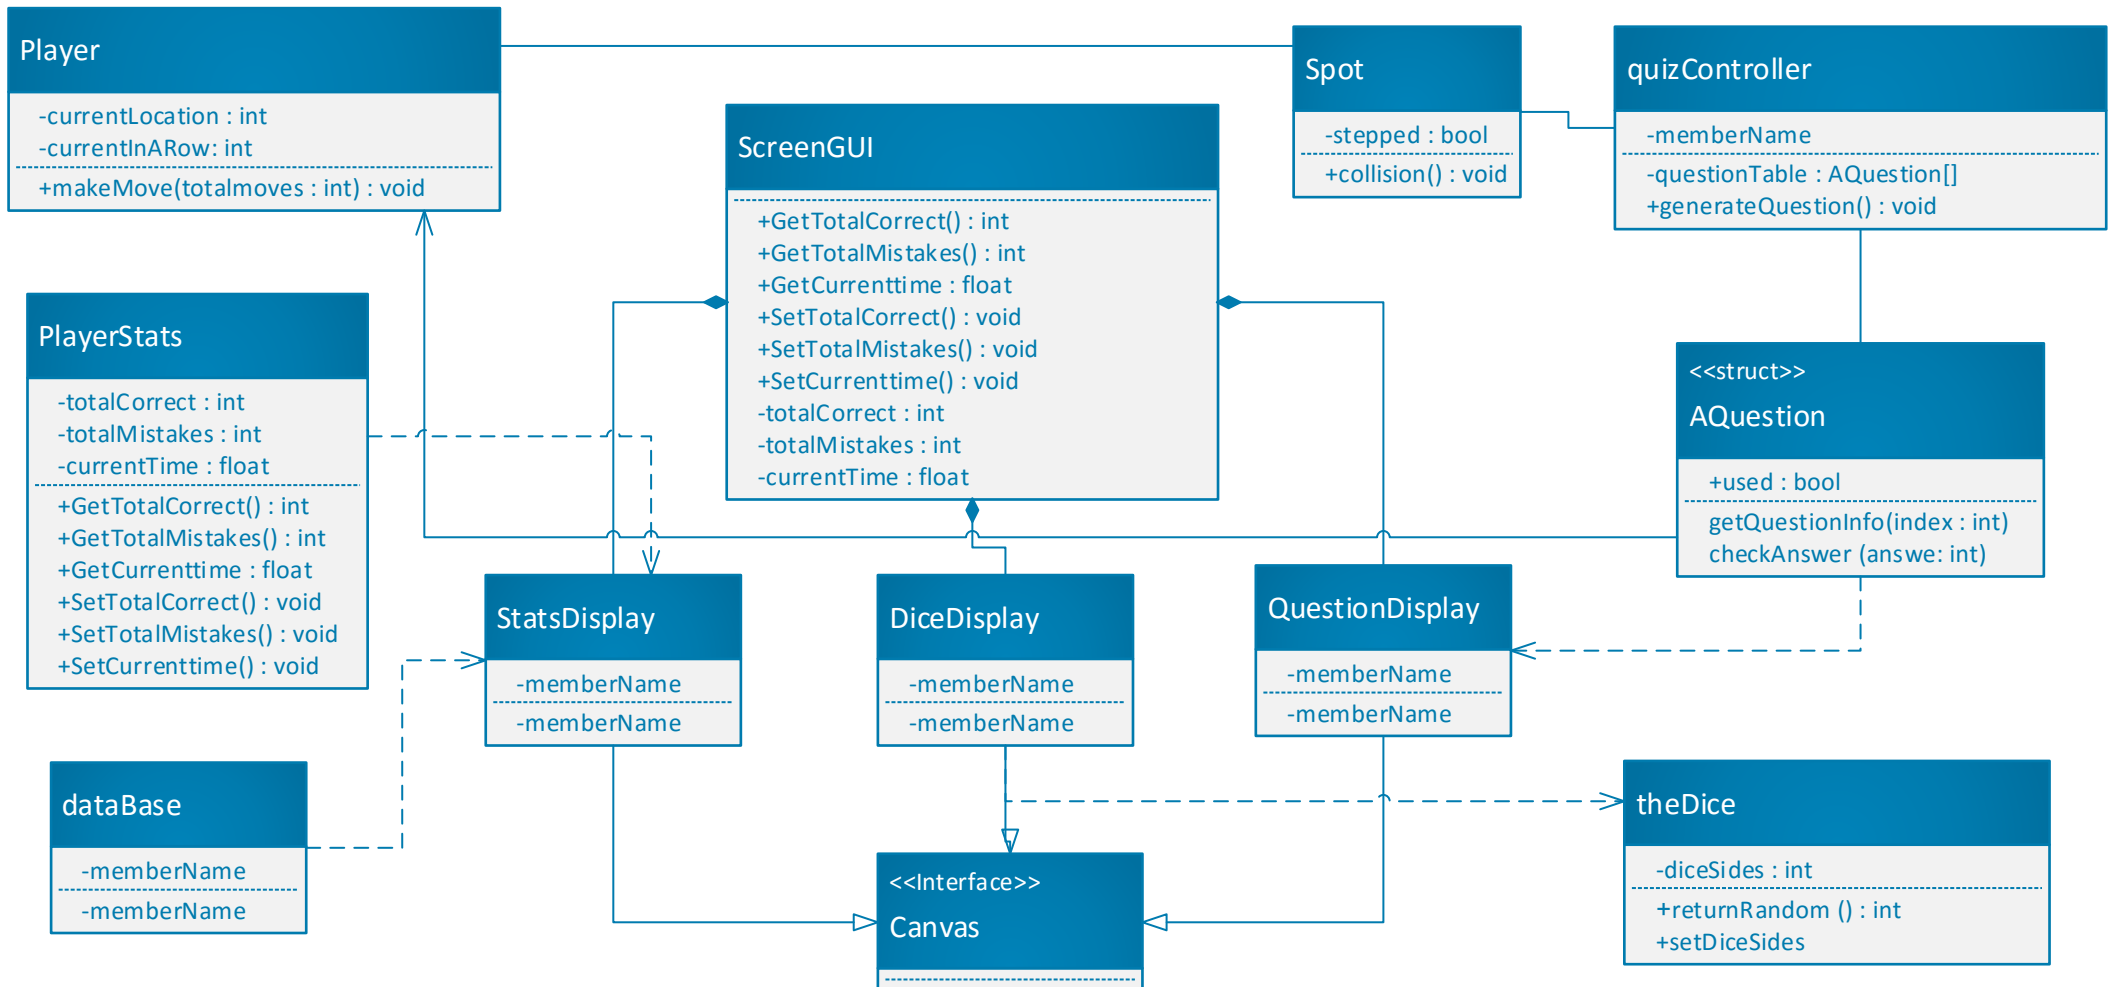 Player
-currentLocation : int
-currentInARow: int
+makeMove(totalmoves : int) : void
Spot
-stepped : bool
+collision() : void
quizController
-memberName
-questionTable : AQuestion[]
+generateQuestion() : void
ScreenGUI
+GetTotalCorrect() : int
+GetTotalMistakes() : int
+GetCurrenttime : float
+SetTotalCorrect() : void
+SetTotalMistakes() : void
+SetCurrenttime() : void
-totalCorrect : int
-totalMistakes : int
-currentTime : float
PlayerStats
-totalCorrect : int
-totalMistakes : int
-currentTime : float
+GetTotalCorrect() : int
+GetTotalMistakes() : int
+GetCurrenttime : float
+SetTotalCorrect() : void
+SetTotalMistakes() : void
+SetCurrenttime() : void
<<struct>>
AQuestion
+used : bool
getQuestionInfo(index : int)
checkAnswer (answe: int)
StatsDisplay
-memberName
-memberName
DiceDisplay
-memberName
-memberName
QuestionDisplay
-memberName
-memberName
dataBase
-memberName
-memberName
<<Interface>>
Canvas
theDice
-diceSides : int
+returnRandom () : int
+setDiceSides